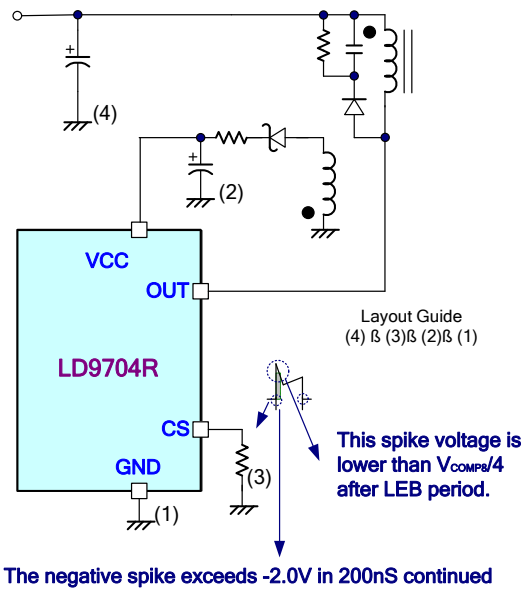 +
(4)
+
(2)
VCC
OUT
Layout Guide
(4) ß (3)ß (2)ß (1)
LD9704R
CS
This spike voltage is
lower than VCOMP&/4
after LEB period.
GND
(3)
(1)
The negative spike exceeds -2.0V in 200nS continued